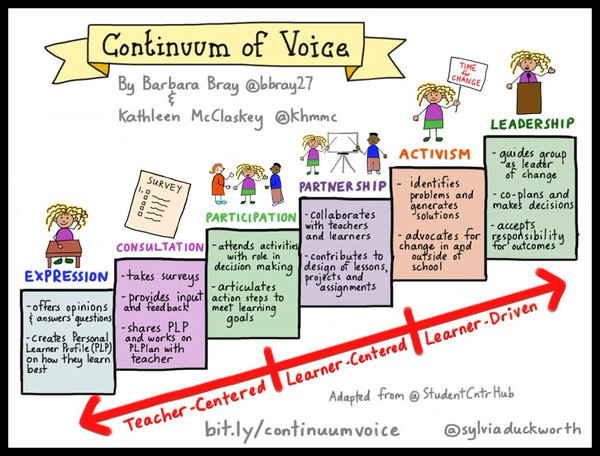 Continuum of Voice
By Barbara Bray @bbray27
&
Kathleen McClaskey @khmmc
EXPRESSION
-offers opinions
& answers questions
-creates Personal
Learner Profile (PLP)
on how they learn
best
SURVEY
1.
CONSULTATION
-takes surveys
-provides input
and feedback
-shares PLP
and works on
PLPlan with
teacher
PARTICIPATION
-attends activities
with role in
decision making
-articulates
action steps to
meet learning
goals
PARTNERSHIP
-collaborates
with teachers
and learners
-contributes to
design of lessons,
projects and
assignments
TIME
for
CHANGE
ACTIVISM
- identifies
problems and
generates
solutions
-advocates for
change in and
outside of
school
LEADERSHIP
-guides group
as leader
of change
-co-plans and
makes decisions
-accepts
responsibility
for outcomes
Teacher-Centered
Learner-Centered
Learner-Driven
Adapted from @StudentCntrHub
bit.ly/continuumvoice
@sylviaduckworth